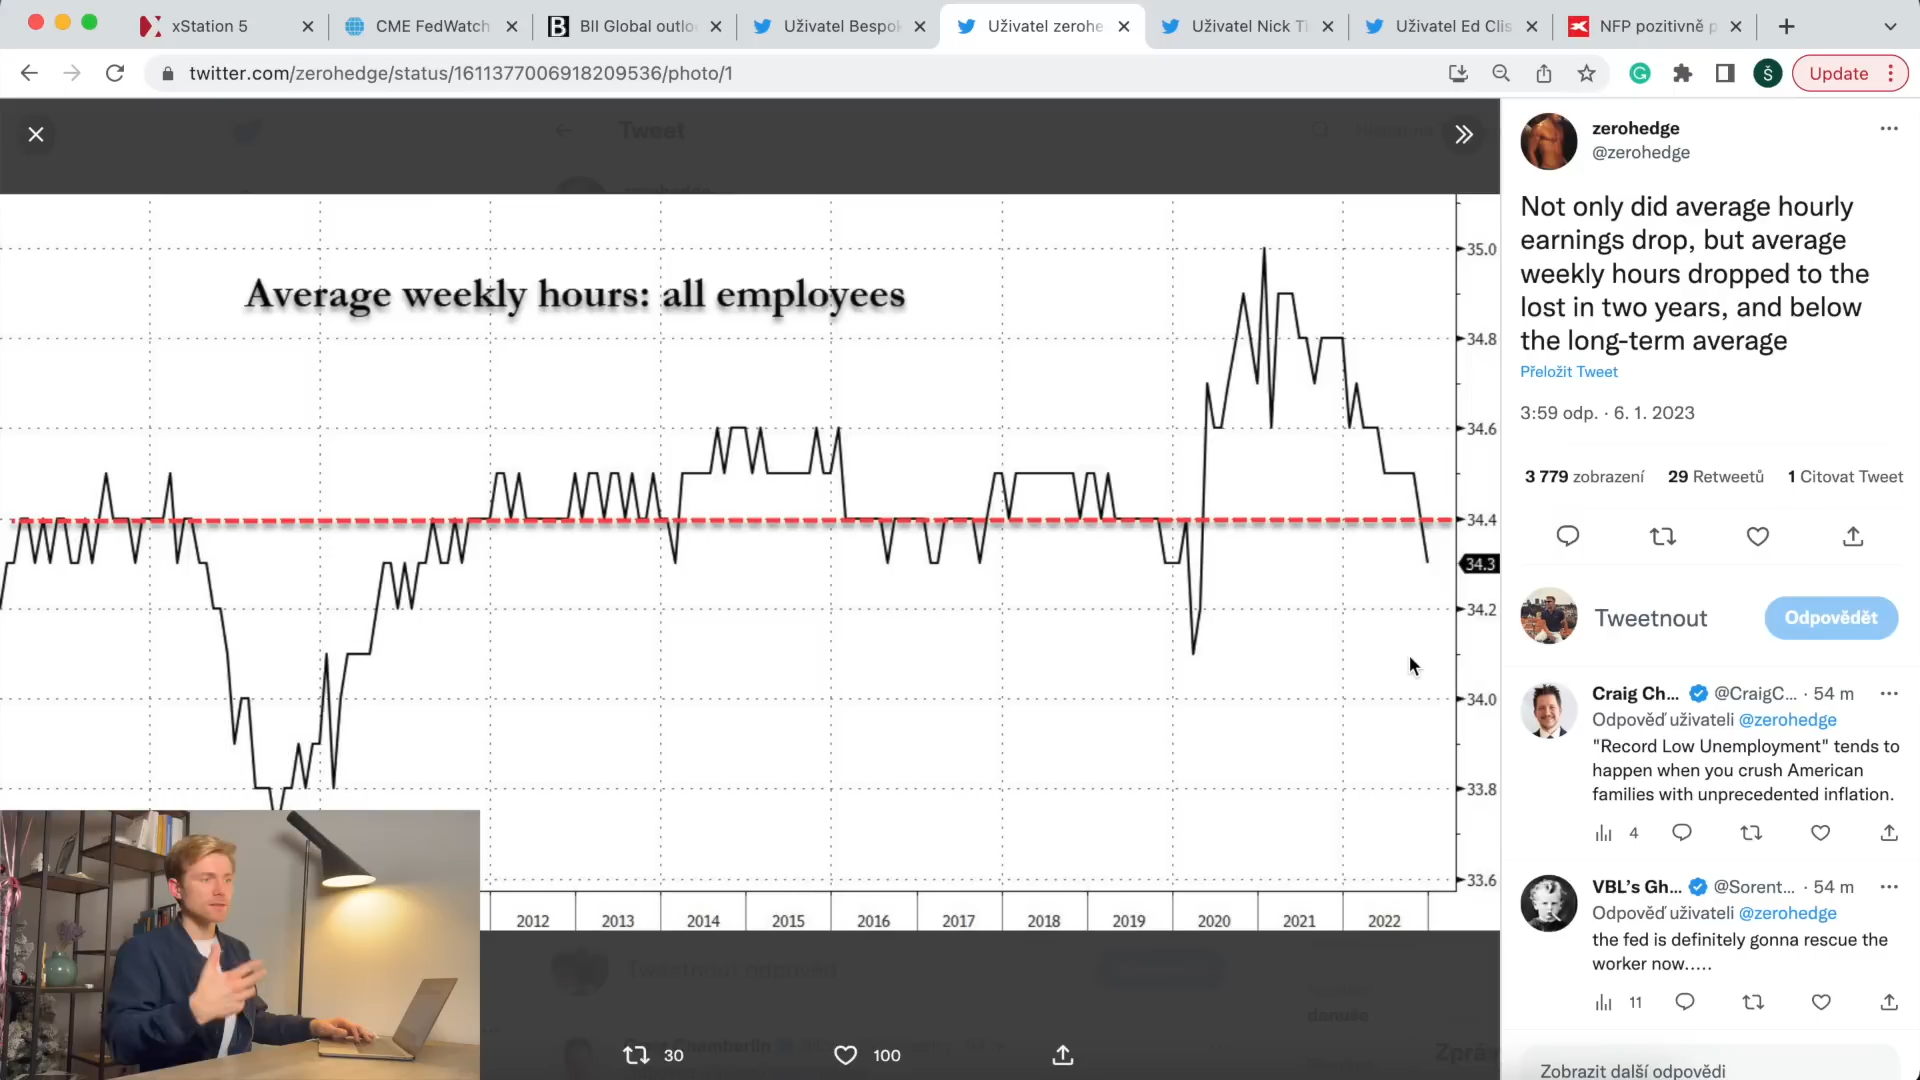 xStation 5
CME FedWatch
BII Global outlo
Uživatel Bespok
Uživatel zerohe
Uživatel Nick Ti
Uživatel Ed Clis
NFP pozitivně p
twitter.com/zerohedge/status/1611377006918209536/photo/1
Š
Update
Tweet
Average weekly hours: all employees
35.0
34.8
34.6
34.4
34.3
34.2
34.0
33.8
33.6
2012 2013 2014 2015 2016 2017 2018 2019 2020 2021 2022
30
100
zerohedge
@zerohedge
Not only did average hourly
earnings drop, but average
weekly hours dropped to the
lost in two years, and below
the long-term average
Přeložit Tweet
3:59 odp. · 6. 1. 2023
3 779 zobrazení 29 Retweetů 1 Citovat Tweet
Tweetnout
Odpovědět
Craig Ch... @CraigC... · 54 m
Odpověď uživateli @zerohedge
"Record Low Unemployment" tends to
happen when you crush American
families with unprecedented inflation.
4
VBL's Gh... @Sorent... · 54 m
Odpověď uživateli @zerohedge
the fed is definitely gonna rescue the
worker now.....
11
Zobrazit další odpovědi